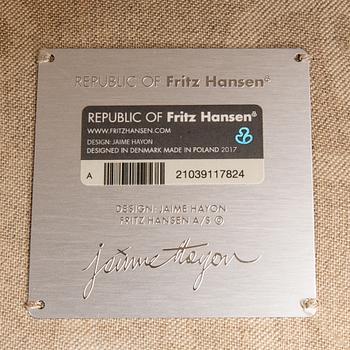 REPUBLIC OF Fritz Hansen®
REPUBLIC OF Fritz Hansen®
WWW.FRITZHANSEN.COM
DESIGN: JAIME HAYON
DESIGNED IN DENMARK MADE IN POLAND 2017
A 21039117824
DESIGN: JAIME HAYON
FRITZ HANSEN A/S ©
jaime Hayon